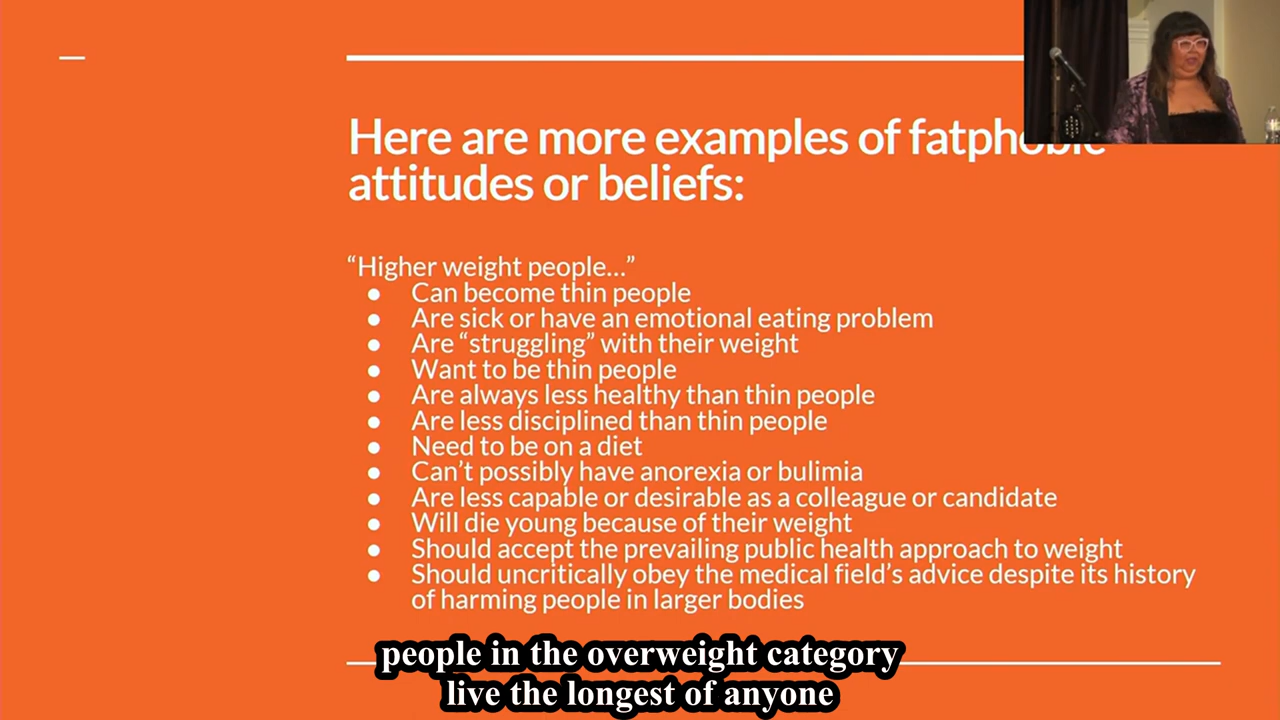 Here are more examples of fatphobic
attitudes or beliefs:
“Higher weight people...”
● Can become thin people
● Are sick or have an emotional eating problem
● Are “struggling” with their weight
● Want to be thin people
● Are always less healthy than thin people
● Are less disciplined than thin people
● Need to be on a diet
● Can’t possibly have anorexia or bulimia
● Are less capable or desirable as a colleague or candidate
● Will die young because of their weight
● Should accept the prevailing public health approach to weight
● Should uncritically obey the medical field’s advice despite its history
of harming people in larger bodies
people in the overweight category
live the longest of anyone